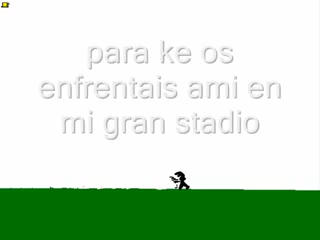 para ke os
enfrentais ami en
mi gran stadio